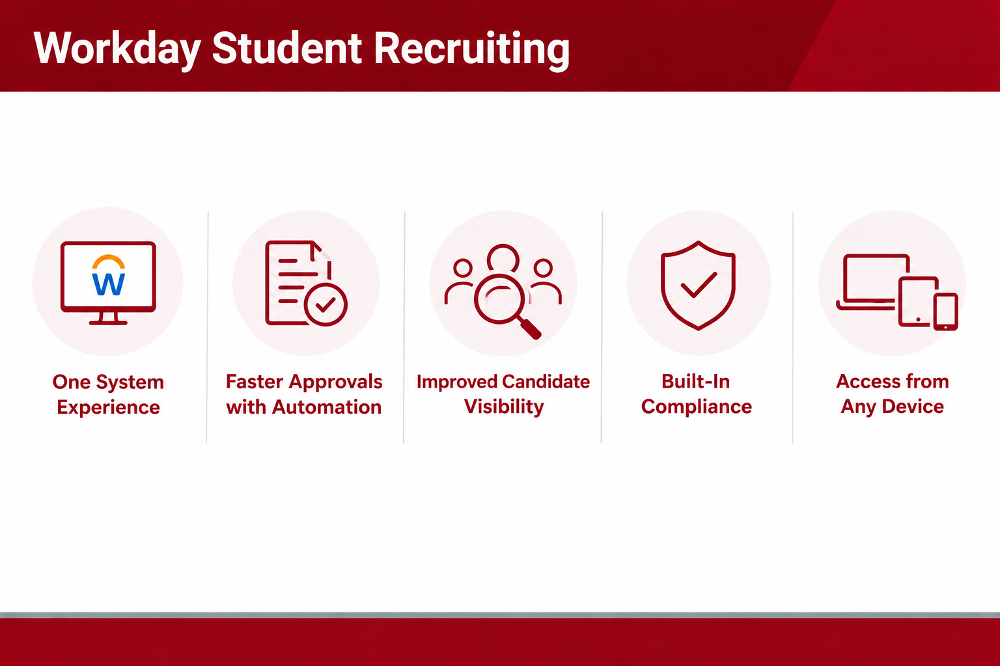 Workday Student Recruiting
W
One System
Experience
Faster Approvals
with Automation
Improved Candidate
Visibility
Built-In
Compliance
Access from
Any Device